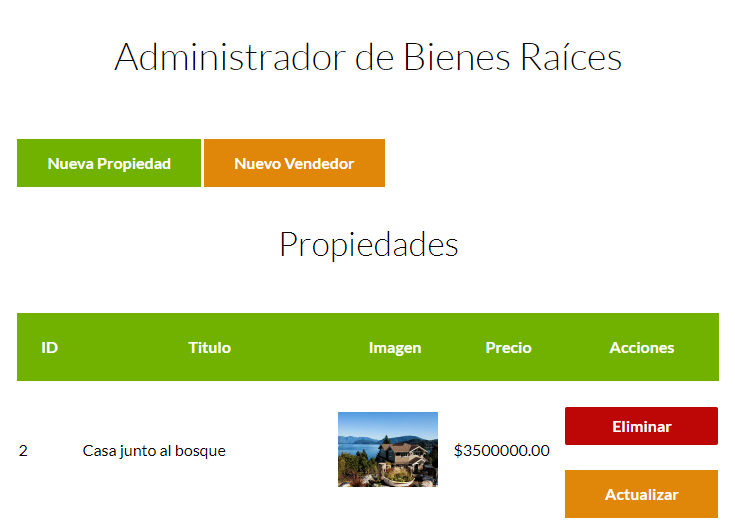 Administrador de Bienes Raíces
Nueva Propiedad Nuevo Vendedor
Propiedades
ID Titulo Imagen Precio Acciones
2 Casa junto al bosque $3500000.00 Eliminar
Actualizar